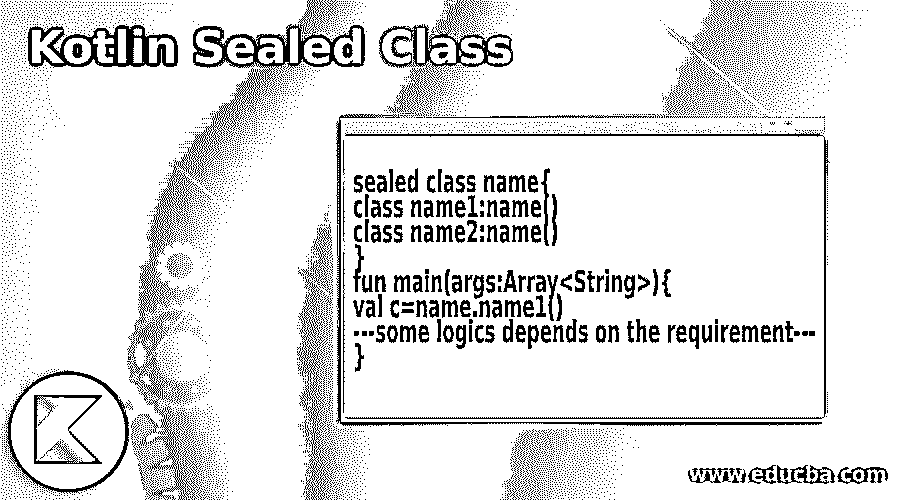 Kotlin Sealed Class
sealed class name{
class name1:name()
class name2:name()
}
fun main(args:Array<String>){
val c=name.name1()
---some logics depends on the requirement---
}
www.educba.com